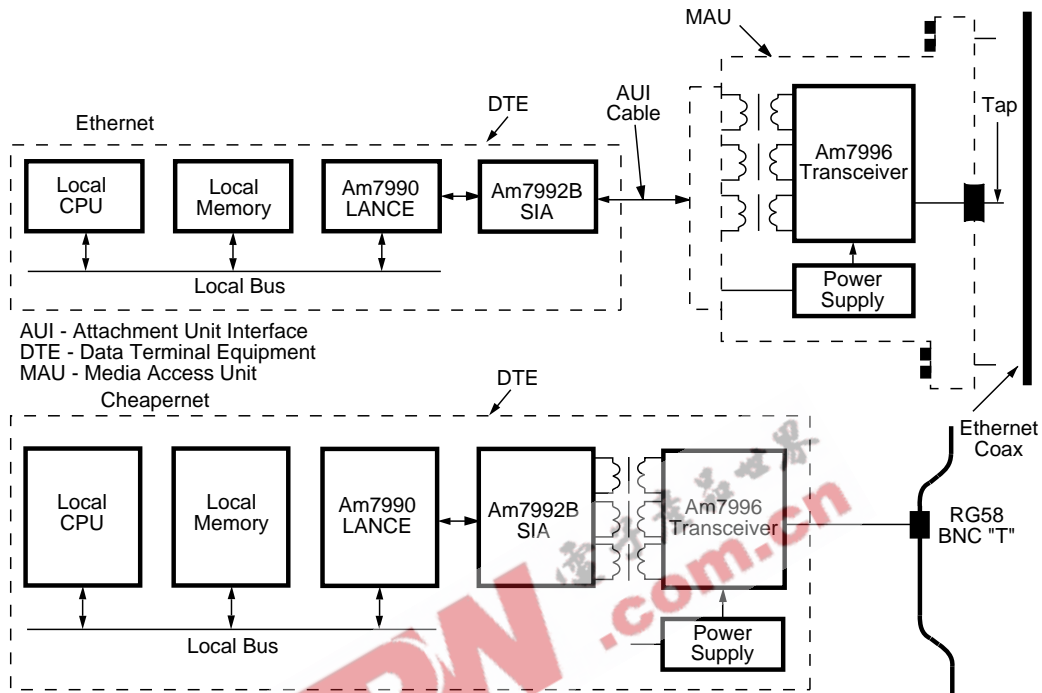 MAU
Ethernet
DTE
AUI
Cable
Tap
Local
CPU
Local
Memory
Am7990
LANCE
Am7992B
SIA
Am7996
Transceiver
Local Bus
Power
Supply
AUI - Attachment Unit Interface
DTE - Data Terminal Equipment
MAU - Media Access Unit
Cheapernet
DTE
Ethernet
Coax
Local
CPU
Local
Memory
Am7990
LANCE
Am7992B
SIA
Am7996
Transceiver
RG58
BNC "T"
Local Bus
Power
Supply
.com.cn